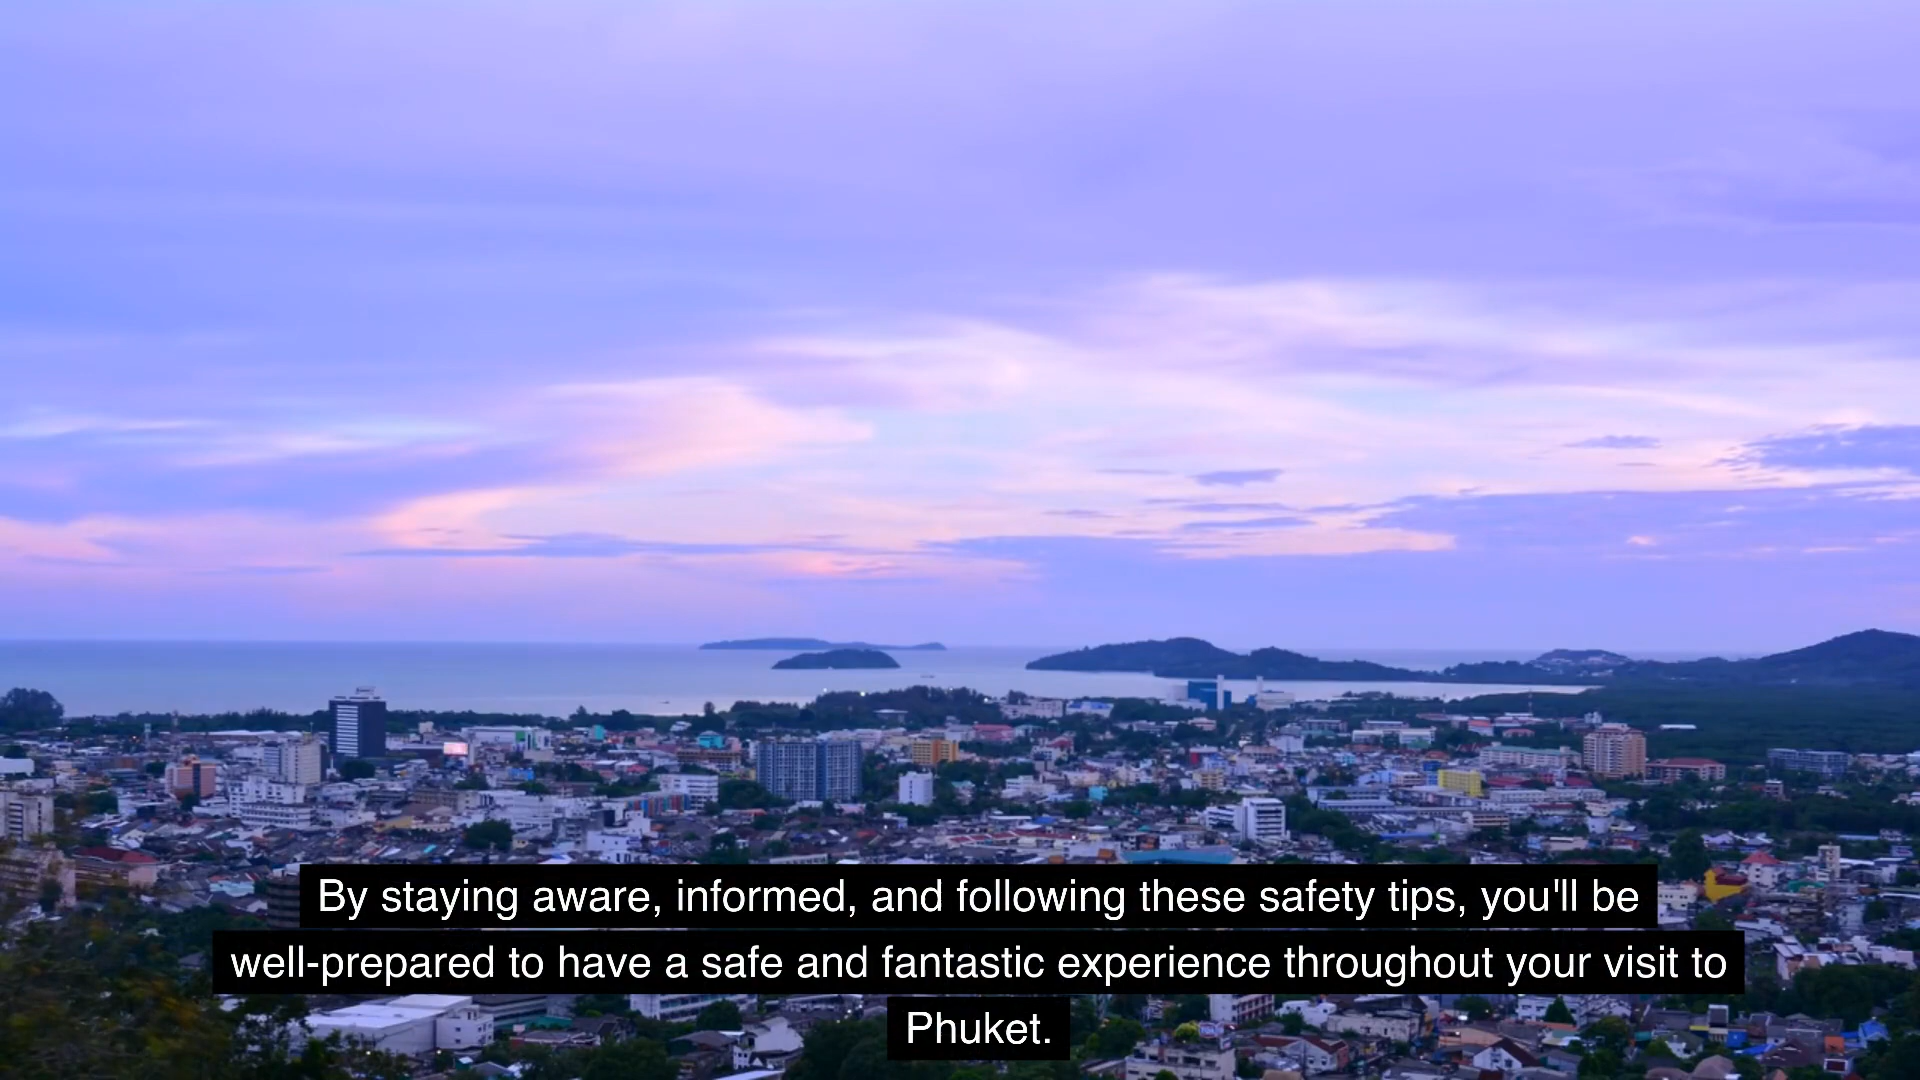 By staying aware, informed, and following these safety tips, you'll be
well-prepared to have a safe and fantastic experience throughout your visit to
Phuket.